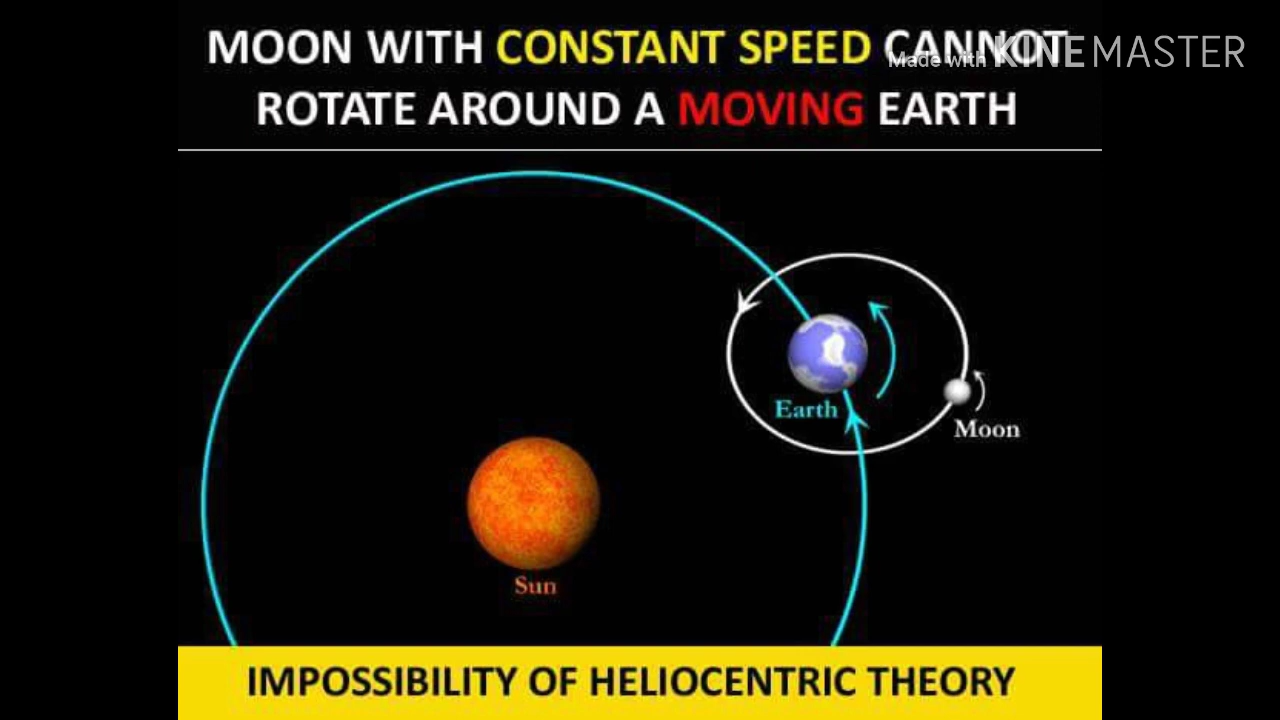 MOON WITH CONSTANT SPEED CANNOT
Made with KINEMASTER
ROTATE AROUND A MOVING EARTH
Earth
Moon
Sun
IMPOSSIBILITY OF HELIOCENTRIC THEORY